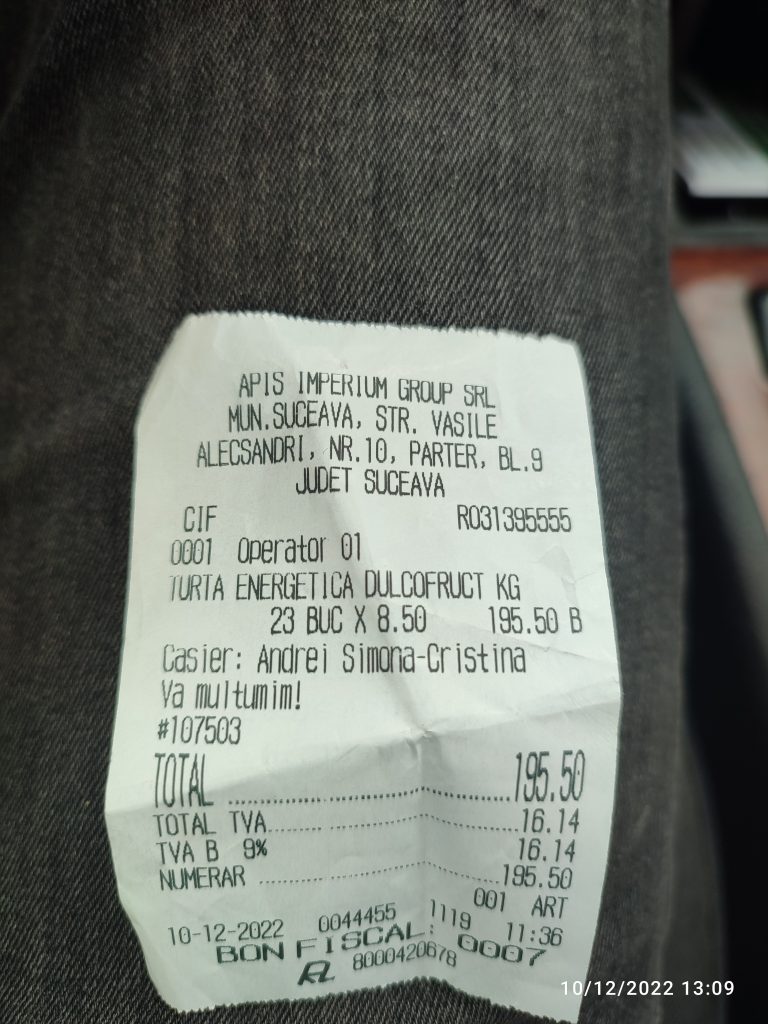 APIS IMPERIUM GROUP SRL
MUN.SUCEAVA, STR. VASILE
ALECSANDRI, NR.10, PARTER, BL.9
JUDET SUCEAVA
CIF RO31395555
0001 Operator 01
TURTA ENERGETICA DULCOFRUCT KG
23 BUC X 8.50 195.50 B
Casier: Andrei Simona-Cristina
Va multumim!
#107503
TOTAL ........................ 195.50
TOTAL TVA........................ 16.14
TVA B 9% 16.14
NUMERAR ........................ 195.50
001 ART
10-12-2022 0044455 1119 11:36
BON FISCAL: 0007
8000420678
10/12/2022 13:09